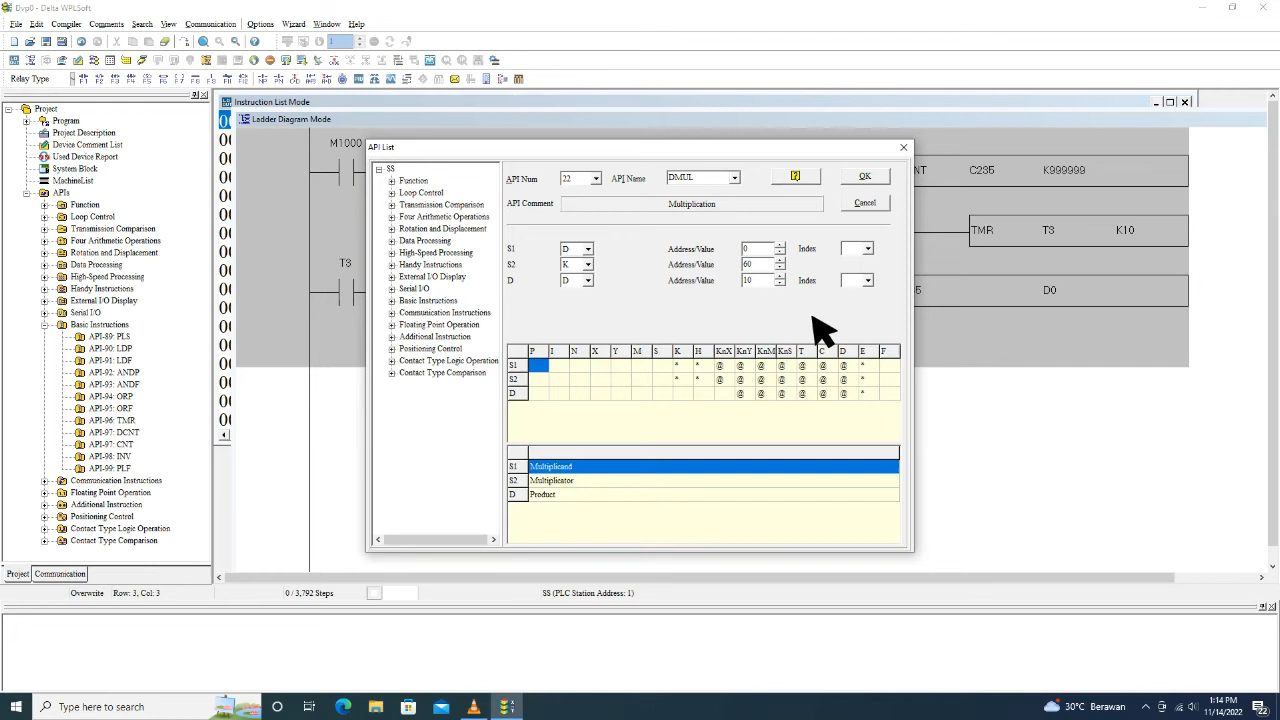 Dvp0 - Delta WPLSoft
File Edit Compiler Comments Search View Communication Options Wizard Window Help
1
Relay Type
Project
Program
Project Description
Device Comment List
Used Device Report
System Block
MachineList
APIs
Function
Loop Control
Transmission Comparison
Four Arithmetic Operations
Rotation and Displacement
Data Processing
High-Speed Processing
Handy Instructions
External I/O Display
Serial I/O
Basic Instructions
API-89: PLS
API-90: LDP
API-91: LDF
API-92: ANDP
API-93: ANDF
API-94: ORP
API-95: ORF
API-96: TMR
API-97: DCNT
API-97: CNT
API-98: INV
API-99: PLF
Communication Instructions
Floating Point Operation
Additional Instruction
Positioning Control
Contact Type Logic Operation
Contact Type Comparison
Project Communication
Instruction List Mode
Ladder Diagram Mode
M1000
T3
NT C235 K999999
TMR T3 K10
D0
API List
SS
Function
Loop Control
Transmission Comparison
Four Arithmetic Operations
Rotation and Displacement
Data Processing
High-Speed Processing
Handy Instructions
External I/O Display
Serial I/O
Basic Instructions
Communication Instructions
Floating Point Operation
Additional Instruction
Positioning Control
Contact Type Logic Operation
Contact Type Comparison
API Num 22 API Name DMUL OK
API Comment Multiplication Cancel
S1 D Address/Value 0 Index
S2 K Address/Value 60
D D Address/Value 10 Index
P I N X Y M S K H KnX KnY KnM KnS T C D E F
S1 * * @ @ @ @ @ @ @ *
S2 * * @ @ @ @ @ @ @ *
D @ @ @ @ @ @ *
S1 Multiplicand
S2 Multiplicator
D Product
Overwrite Row: 3, Col: 3 0 / 3,792 Steps SS (PLC Station Address: 1)
Type here to search
30°C Berawan
1:14 PM
11/14/2022
22